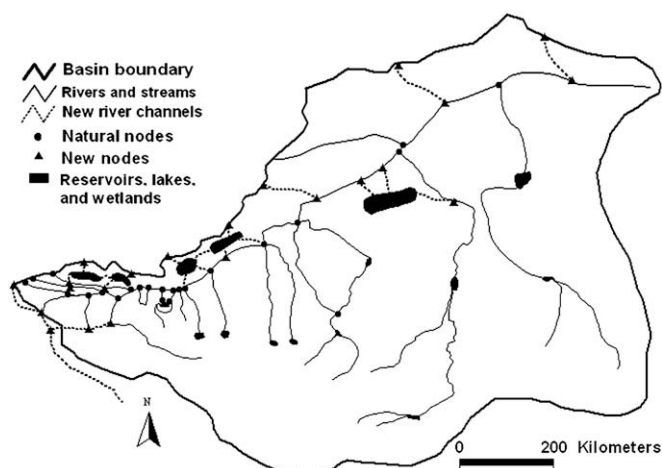 Basin boundary
Rivers and streams
New river channels
Natural nodes
New nodes
Reservoirs, lakes,
and wetlands
N
0 200 Kilometers